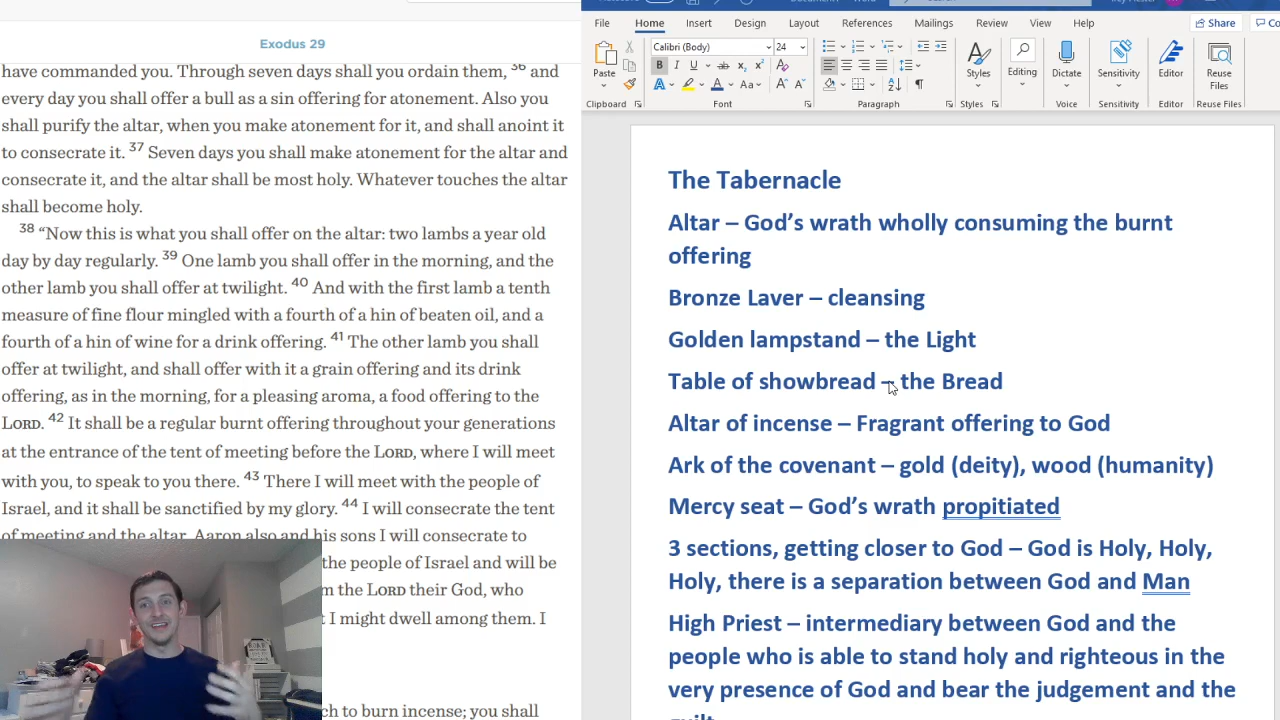 Exodus 29
have commanded you. Through seven days shall you ordain them, 36 and
every day you shall offer a bull as a sin offering for atonement. Also you
shall purify the altar, when you make atonement for it, and shall anoint it
to consecrate it. 37 Seven days you shall make atonement for the altar and
consecrate it, and the altar shall be most holy. Whatever touches the altar
shall become holy.
38 “Now this is what you shall offer on the altar: two lambs a year old
day by day regularly. 39 One lamb you shall offer in the morning, and the
other lamb you shall offer at twilight. 40 And with the first lamb a tenth
measure of fine flour mingled with a fourth of a hin of beaten oil, and a
fourth of a hin of wine for a drink offering. 41 The other lamb you shall
offer at twilight, and shall offer with it a grain offering and its drink
offering, as in the morning, for a pleasing aroma, a food offering to the
LORD. 42 It shall be a regular burnt offering throughout your generations
at the entrance of the tent of meeting before the LORD, where I will meet
with you, to speak to you there. 43 There I will meet with the people of
Israel, and it shall be sanctified by my glory. 44 I will consecrate the tent
of meeting and the altar. Aaron also and his sons I will consecrate to
the people of Israel and will be
m the LORD their God, who
t I might dwell among them. I
ch to burn incense; you shall
File Home Insert Design Layout References Mailings Review View Help Share Co
Calibri (Body) 24
Paste
Styles
Editing
Dictate
Sensitivity
Editor
Reuse
Files
Clipboard Font Paragraph Styles Voice Sensitivity Editor Reuse Files
The Tabernacle
Altar – God’s wrath wholly consuming the burnt
offering
Bronze Laver – cleansing
Golden lampstand – the Light
Table of showbread – the Bread
Altar of incense – Fragrant offering to God
Ark of the covenant – gold (deity), wood (humanity)
Mercy seat – God’s wrath propitiated
3 sections, getting closer to God – God is Holy, Holy,
Holy, there is a separation between God and Man
High Priest – intermediary between God and the
people who is able to stand holy and righteous in the
very presence of God and bear the judgement and the